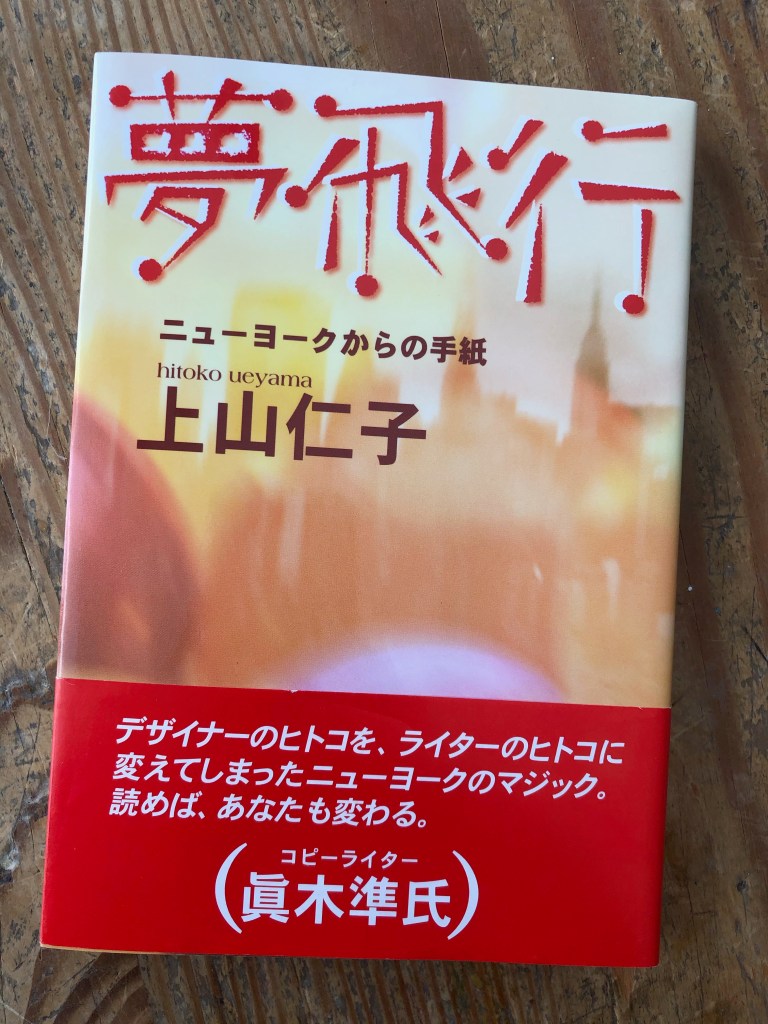 夢飛行
ニューヨークからの手紙
hitoko ueyama
上山仁子
デザイナーのヒトコを、ライターのヒトコに
変えてしまったニューヨークのマジック。
読めば、あなたも変わる。
コピーライター
(眞木準氏)